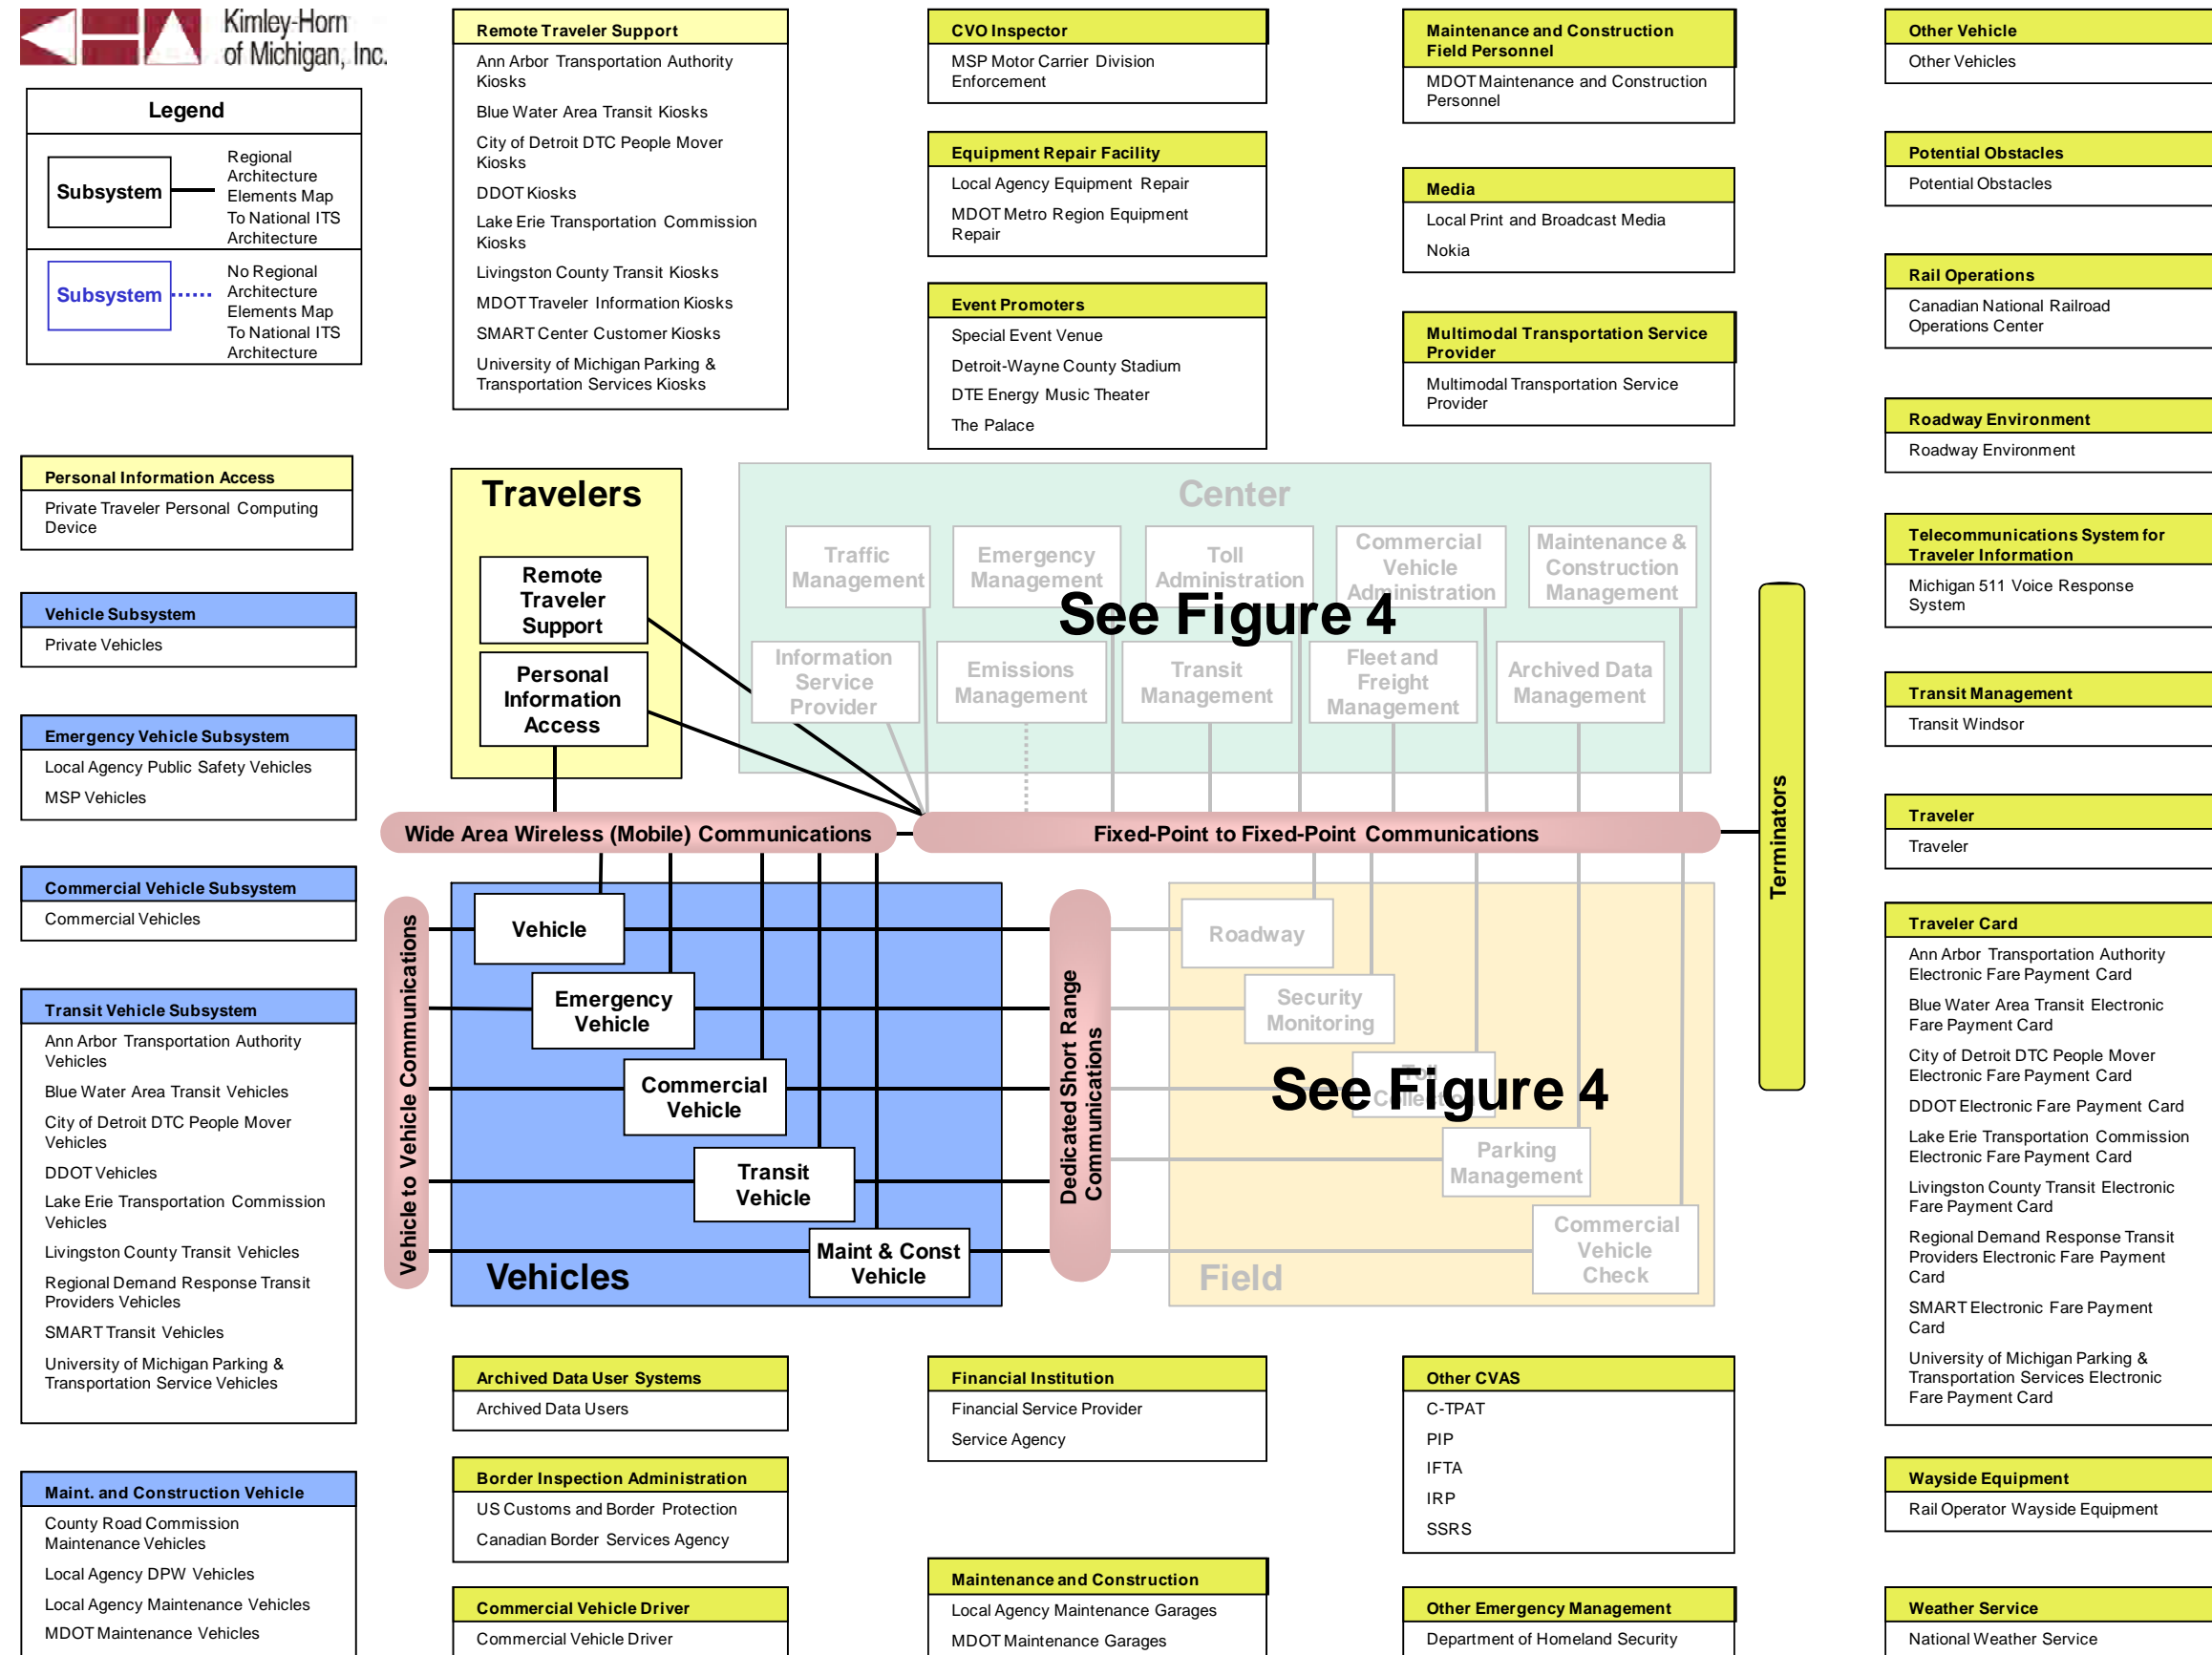 Kimley-Horn
of Michigan, Inc.
Legend
Subsystem
Regional
Architecture
Elements Map
To National ITS
Architecture
Subsystem
No Regional
Architecture
Elements Map
To National ITS
Architecture
Remote Traveler Support
Ann Arbor Transportation Authority
Kiosks
Blue Water Area Transit Kiosks
City of Detroit DTC People Mover
Kiosks
DDOT Kiosks
Lake Erie Transportation Commission
Kiosks
Livingston County Transit Kiosks
MDOT Traveler Information Kiosks
SMART Center Customer Kiosks
University of Michigan Parking &
Transportation Services Kiosks
CVO Inspector
MSP Motor Carrier Division
Enforcement
Equipment Repair Facility
Local Agency Equipment Repair
MDOT Metro Region Equipment
Repair
Event Promoters
Special Event Venue
Detroit-Wayne County Stadium
DTE Energy Music Theater
The Palace
Maintenance and Construction
Field Personnel
MDOT Maintenance and Construction
Personnel
Media
Local Print and Broadcast Media
Nokia
Multimodal Transportation Service
Provider
Multimodal Transportation Service
Provider
Other Vehicle
Other Vehicles
Potential Obstacles
Potential Obstacles
Rail Operations
Canadian National Railroad
Operations Center
Roadway Environment
Roadway Environment
Telecommunications System for
Traveler Information
Michigan 511 Voice Response
System
Transit Management
Transit Windsor
Traveler
Traveler
Traveler Card
Ann Arbor Transportation Authority
Electronic Fare Payment Card
Blue Water Area Transit Electronic
Fare Payment Card
City of Detroit DTC People Mover
Electronic Fare Payment Card
DDOT Electronic Fare Payment Card
Lake Erie Transportation Commission
Electronic Fare Payment Card
Livingston County Transit Electronic
Fare Payment Card
Regional Demand Response Transit
Providers Electronic Fare Payment
Card
SMART Electronic Fare Payment
Card
University of Michigan Parking &
Transportation Services Electronic
Fare Payment Card
Wayside Equipment
Rail Operator Wayside Equipment
Weather Service
National Weather Service
Personal Information Access
Private Traveler Personal Computing
Device
Vehicle Subsystem
Private Vehicles
Emergency Vehicle Subsystem
Local Agency Public Safety Vehicles
MSP Vehicles
Commercial Vehicle Subsystem
Commercial Vehicles
Transit Vehicle Subsystem
Ann Arbor Transportation Authority
Vehicles
Blue Water Area Transit Vehicles
City of Detroit DTC People Mover
Vehicles
DDOT Vehicles
Lake Erie Transportation Commission
Vehicles
Livingston County Transit Vehicles
Regional Demand Response Transit
Providers Vehicles
SMART Transit Vehicles
University of Michigan Parking &
Transportation Service Vehicles
Maint. and Construction Vehicle
County Road Commission
Maintenance Vehicles
Local Agency DPW Vehicles
Local Agency Maintenance Vehicles
MDOT Maintenance Vehicles
Travelers
Remote
Traveler
Support
Personal
Information
Access
Center
Traffic
Management
Emergency
Management
Toll
Administration
Commercial
Vehicle
Administration
Maintenance &
Construction
Management
See Figure 4
Information
Service
Provider
Emissions
Management
Transit
Management
Fleet and
Freight
Management
Archived Data
Management
Wide Area Wireless (Mobile) Communications
Fixed-Point to Fixed-Point Communications
Terminators
Vehicle to Vehicle Communications
Vehicle
Emergency
Vehicle
Commercial
Vehicle
Transit
Vehicle
Maint & Const
Vehicle
Vehicles
Dedicated Short Range
Communications
Roadway
Security
Monitoring
Toll
Collection
See Figure 4
Parking
Management
Commercial
Vehicle
Check
Field
Archived Data User Systems
Archived Data Users
Border Inspection Administration
US Customs and Border Protection
Canadian Border Services Agency
Commercial Vehicle Driver
Commercial Vehicle Driver
Financial Institution
Financial Service Provider
Service Agency
Maintenance and Construction
Local Agency Maintenance Garages
MDOT Maintenance Garages
Other CVAS
C-TPAT
PIP
IFTA
IRP
SSRS
Other Emergency Management
Department of Homeland Security